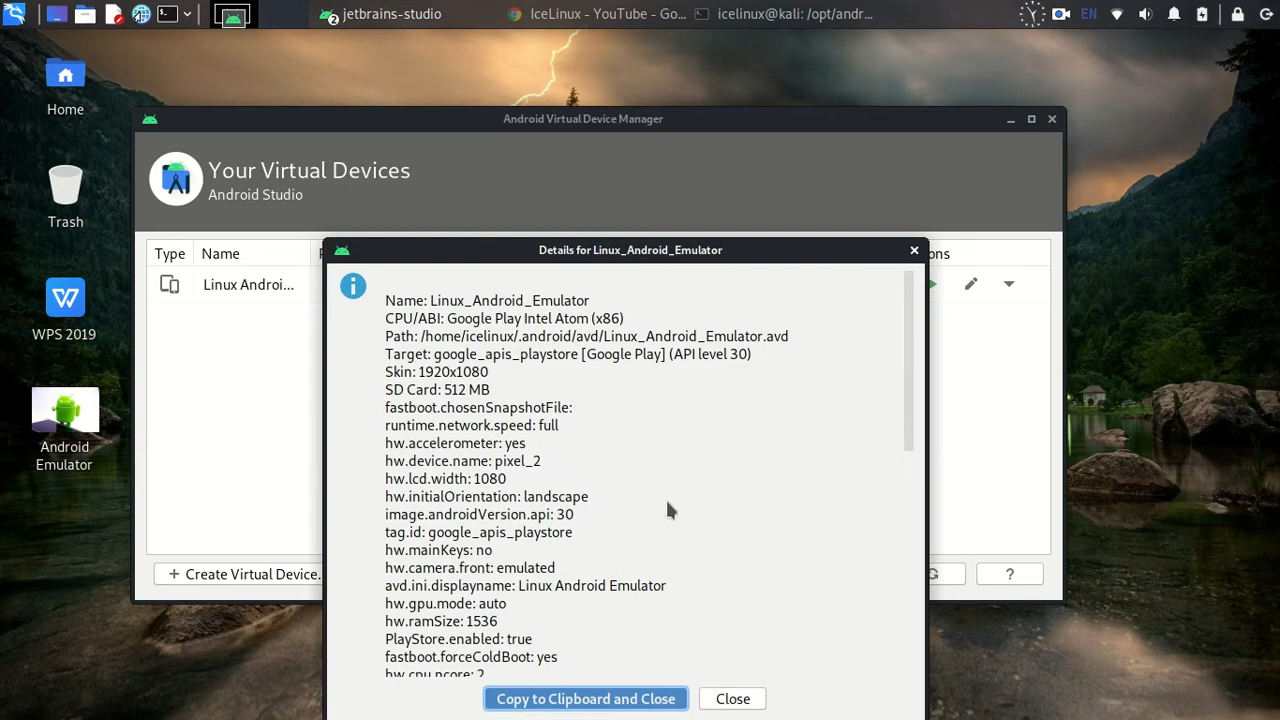 jetbrains-studio
IceLinux - YouTube - Go...
icelinux@kali: /opt/andr...
EN
2
Home
Trash
WPS 2019
Android
Emulator
Android Virtual Device Manager
Your Virtual Devices
Android Studio
Type
Name
ons
Linux Androi...
Details for Linux_Android_Emulator
Name: Linux_Android_Emulator
CPU/ABI: Google Play Intel Atom (x86)
Path: /home/icelinux/.android/avd/Linux_Android_Emulator.avd
Target: google_apis_playstore [Google Play] (API level 30)
Skin: 1920x1080
SD Card: 512 MB
fastboot.chosenSnapshotFile:
runtime.network.speed: full
hw.accelerometer: yes
hw.device.name: pixel_2
hw.lcd.width: 1080
hw.initialOrientation: landscape
image.androidVersion.api: 30
tag.id: google_apis_playstore
hw.mainKeys: no
hw.camera.front: emulated
avd.ini.displayname: Linux Android Emulator
hw.gpu.mode: auto
hw.ramSize: 1536
PlayStore.enabled: true
fastboot.forceColdBoot: yes
hw.cpu.ncore: 2
+ Create Virtual Device.
?
Copy to Clipboard and Close
Close